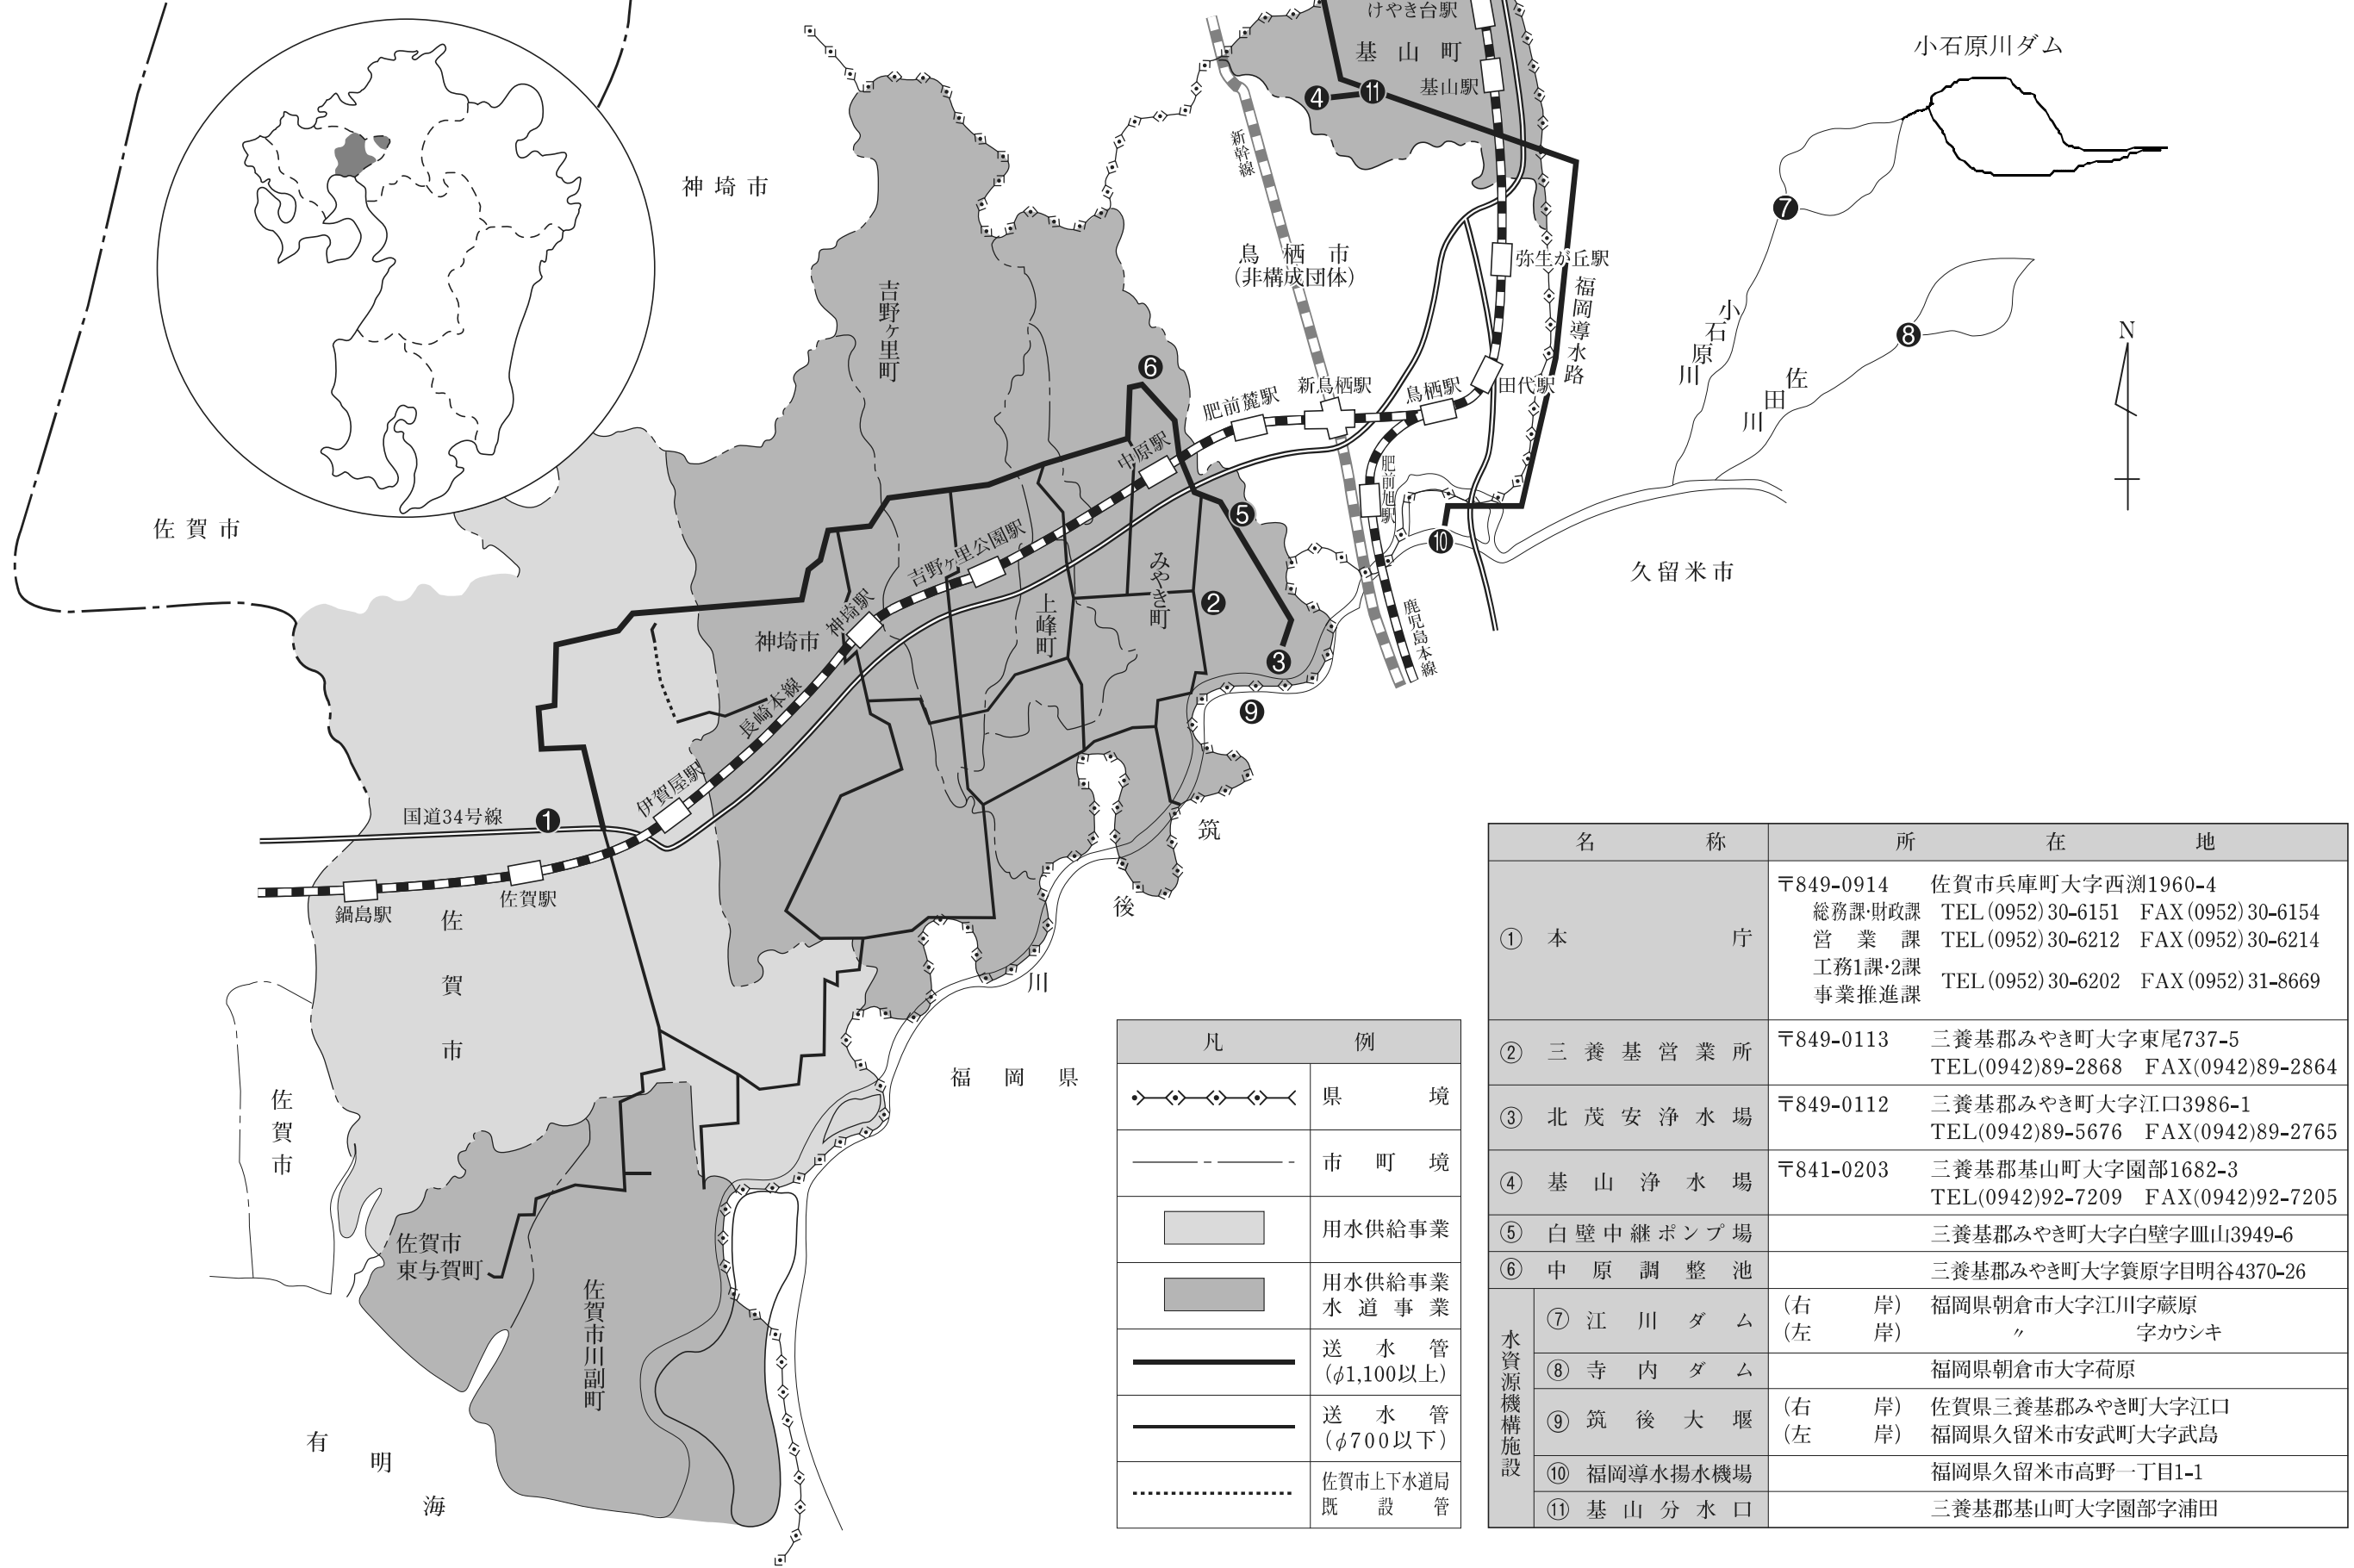 けやき台駅
基山町
基山駅
④
⑪
小石原川ダム
新幹線
神埼市
⑦
鳥栖市
(非構成団体)
弥生が丘駅
福岡導水路
吉野ヶ里町
小石原川
佐田川
⑧
N
⑥
新鳥栖駅
肥前麓駅
鳥栖駅
田代駅
中原駅
肥前旭駅
⑤
⑩
佐賀市
久留米市
吉野ヶ里公園駅
みやき町
②
上峰町
神埼駅
神埼市
鹿児島本線
③
長崎本線
⑨
伊賀屋駅
国道34号線
①
鍋島駅
佐賀駅
佐賀市
筑後川
福岡県
佐賀市
佐賀市
東与賀町
佐賀市川副町
有明海
凡例
県境
市町境
用水供給事業
用水供給事業
水道事業
送水管
(φ1,100以上)
送水管
(φ700以下)
佐賀市上下水道局
既設管
名称 所在地
① 本庁 〒849-0914 佐賀市兵庫町大字西渕1960-4
総務課・財政課 TEL(0952)30-6151 FAX(0952)30-6154
営業課 TEL(0952)30-6212 FAX(0952)30-6214
工務1課・2課
事業推進課 TEL(0952)30-6202 FAX(0952)31-8669
② 三養基営業所 〒849-0113 三養基郡みやき町大字東尾737-5
TEL(0942)89-2868 FAX(0942)89-2864
③ 北茂安浄水場 〒849-0112 三養基郡みやき町大字江口3986-1
TEL(0942)89-5676 FAX(0942)89-2765
④ 基山浄水場 〒841-0203 三養基郡基山町大字園部1682-3
TEL(0942)92-7209 FAX(0942)92-7205
⑤ 白壁中継ポンプ場 三養基郡みやき町大字白壁字皿山3949-6
⑥ 中原調整池 三養基郡みやき町大字簑原字目明谷4370-26
水資源機構施設
⑦ 江川ダム (右岸) 福岡県朝倉市大字江川字蕨原
(左岸) 〃 字カウシキ
⑧ 寺内ダム 福岡県朝倉市大字荷原
⑨ 筑後大堰 (右岸) 佐賀県三養基郡みやき町大字江口
(左岸) 福岡県久留米市安武町大字武島
⑩ 福岡導水揚水機場 福岡県久留米市高野一丁目1-1
⑪ 基山分水口 三養基郡基山町大字園部字浦田